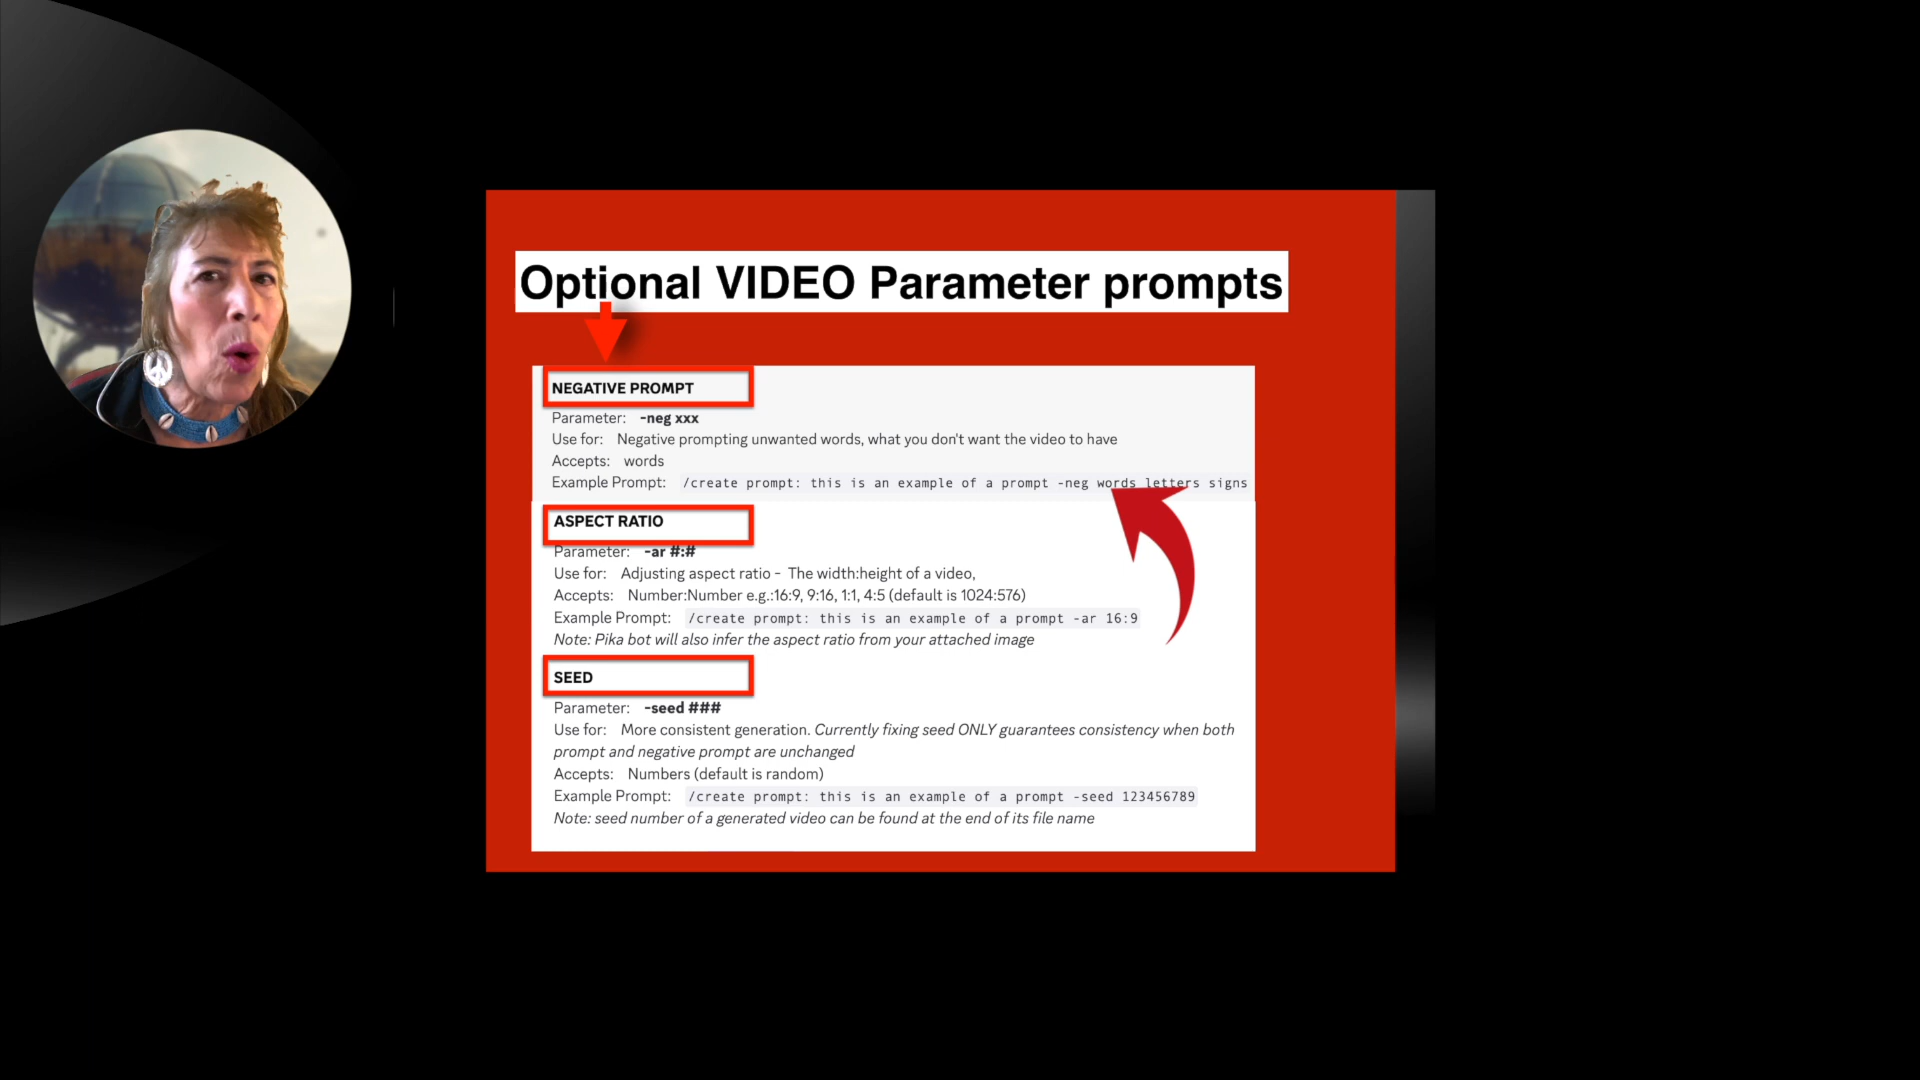 Optional VIDEO Parameter prompts
NEGATIVE PROMPT
Parameter: -neg xxx
Use for: Negative prompting unwanted words, what you don't want the video to have
Accepts: words
Example Prompt: /create prompt: this is an example of a prompt -neg words letters signs
ASPECT RATIO
Parameter: -ar #:#
Use for: Adjusting aspect ratio - The width:height of a video,
Accepts: Number:Number e.g.:16:9, 9:16, 1:1, 4:5 (default is 1024:576)
Example Prompt: /create prompt: this is an example of a prompt -ar 16:9
Note: Pika bot will also infer the aspect ratio from your attached image
SEED
Parameter: -seed ###
Use for: More consistent generation. Currently fixing seed ONLY guarantees consistency when both
prompt and negative prompt are unchanged
Accepts: Numbers (default is random)
Example Prompt: /create prompt: this is an example of a prompt -seed 123456789
Note: seed number of a generated video can be found at the end of its file name